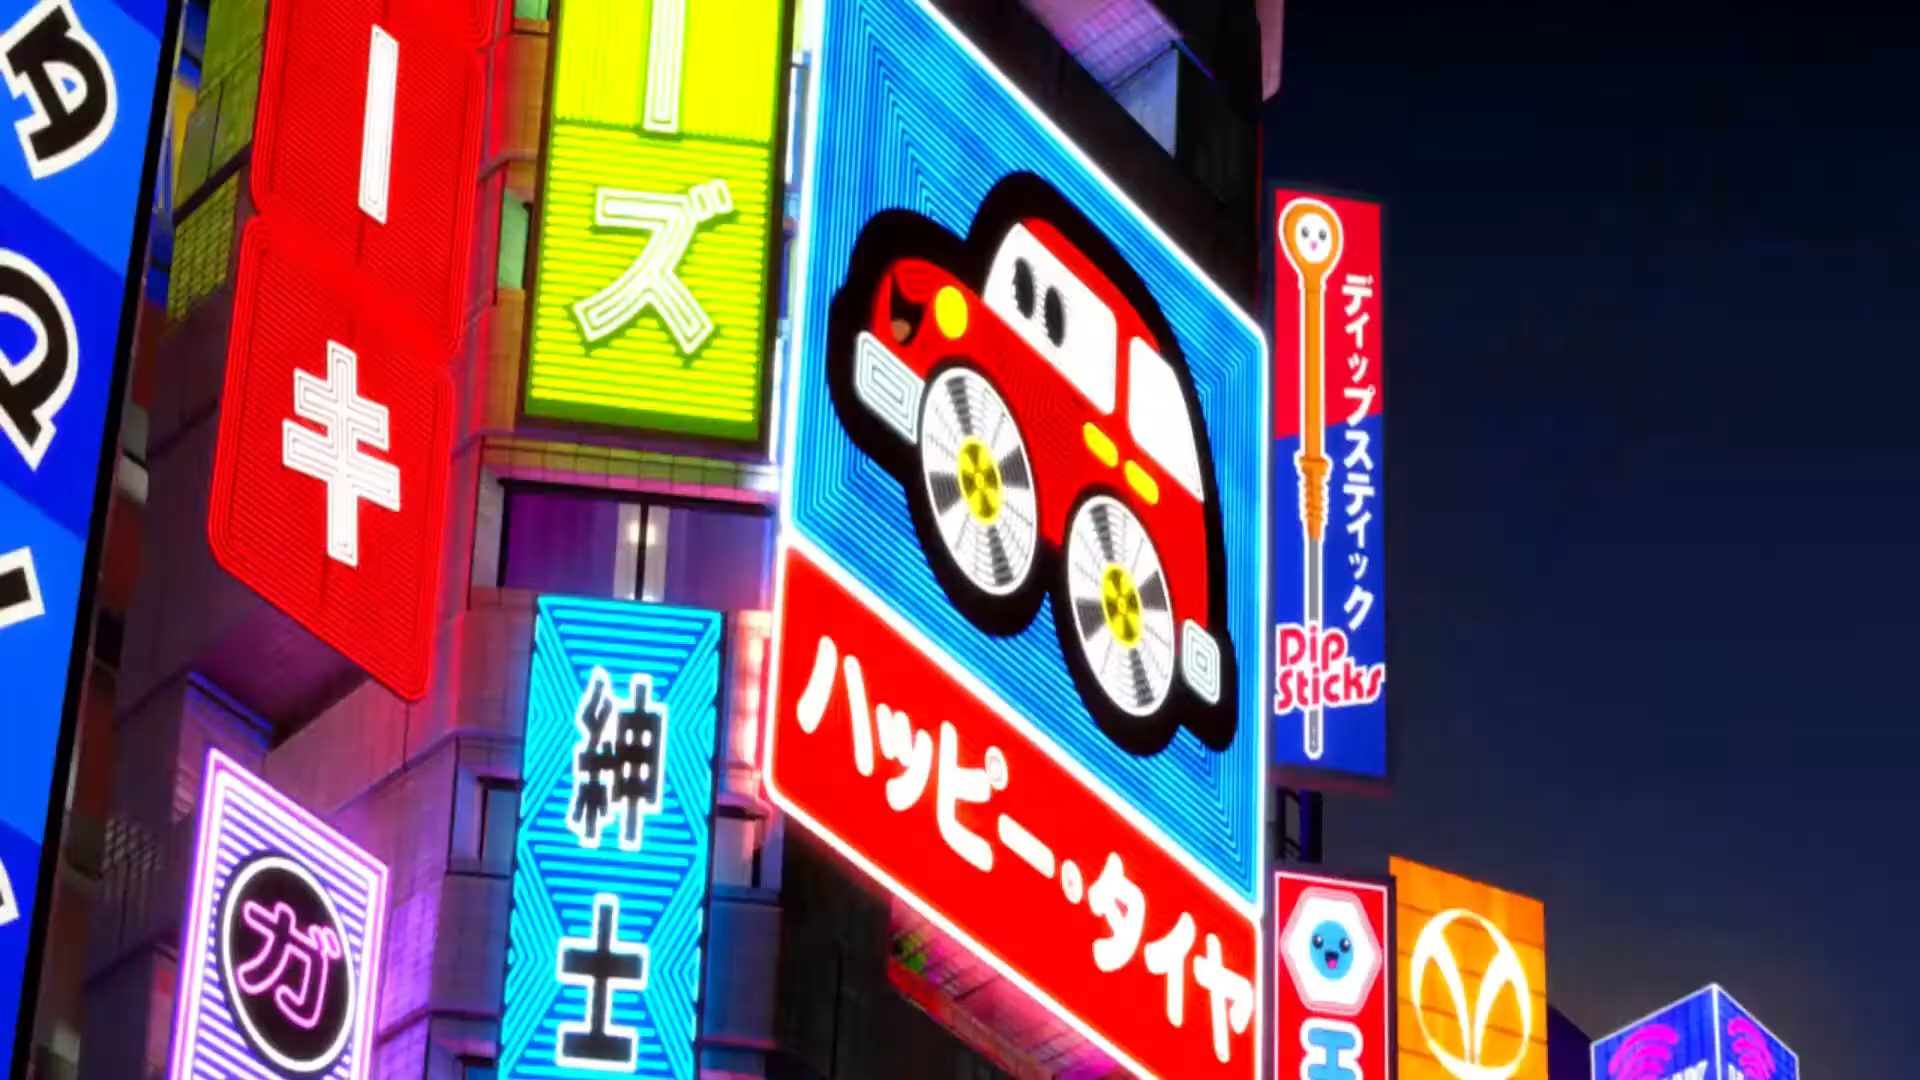 ーキ
ーズ
紳士
ガ
ハッピー・タイヤ
ディップスティック
Dip
Sticks
エ